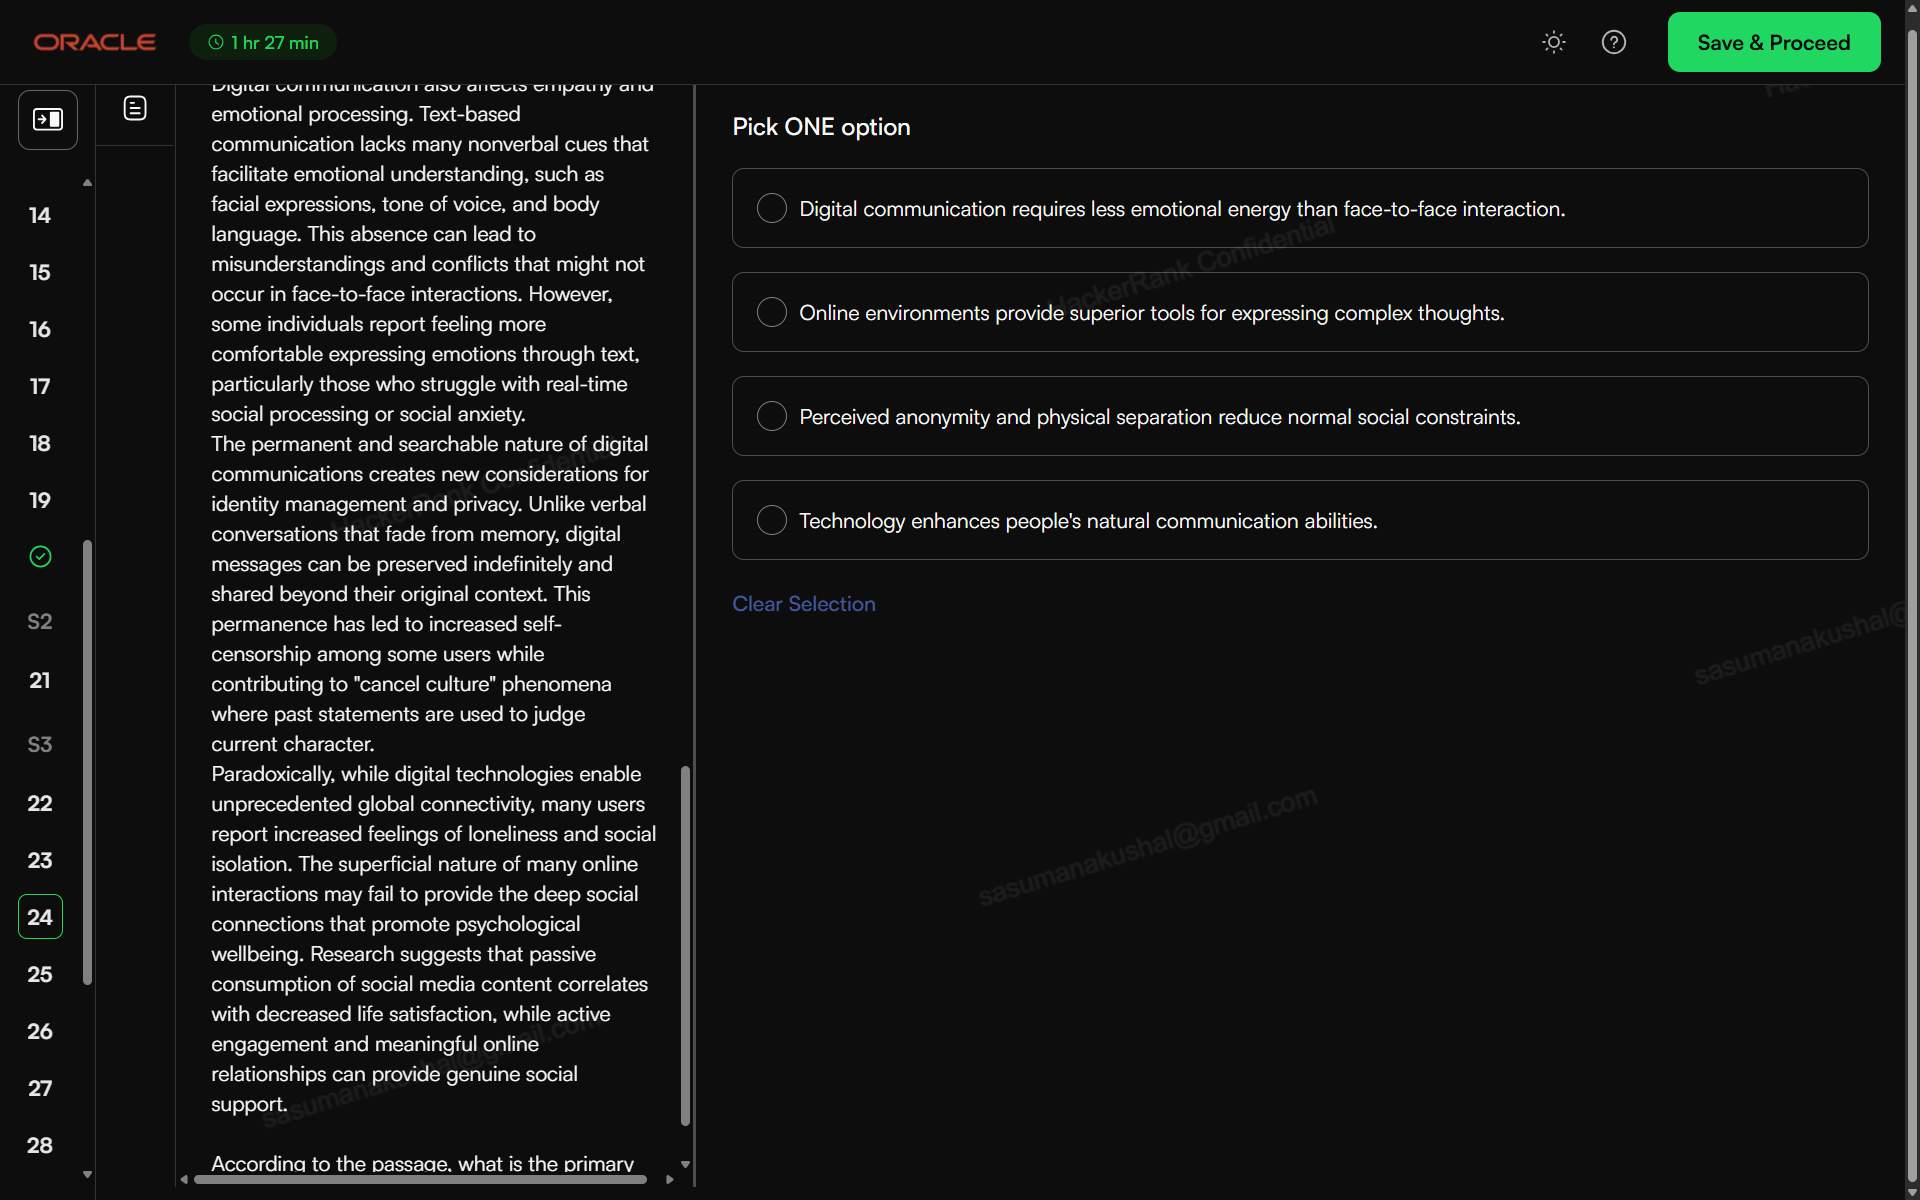 ORACLE
1 hr 27 min
Save & Proceed
14
15
16
17
18
19
S2
21
S3
22
23
24
25
26
27
28
Digital communication also affects empathy and
emotional processing. Text-based
communication lacks many nonverbal cues that
facilitate emotional understanding, such as
facial expressions, tone of voice, and body
language. This absence can lead to
misunderstandings and conflicts that might not
occur in face-to-face interactions. However,
some individuals report feeling more
comfortable expressing emotions through text,
particularly those who struggle with real-time
social processing or social anxiety.
The permanent and searchable nature of digital
communications creates new considerations for
identity management and privacy. Unlike verbal
conversations that fade from memory, digital
messages can be preserved indefinitely and
shared beyond their original context. This
permanence has led to increased self-
censorship among some users while
contributing to "cancel culture" phenomena
where past statements are used to judge
current character.
Paradoxically, while digital technologies enable
unprecedented global connectivity, many users
report increased feelings of loneliness and social
isolation. The superficial nature of many online
interactions may fail to provide the deep social
connections that promote psychological
wellbeing. Research suggests that passive
consumption of social media content correlates
with decreased life satisfaction, while active
engagement and meaningful online
relationships can provide genuine social
support.
According to the passage, what is the primary
Pick ONE option
Digital communication requires less emotional energy than face-to-face interaction.
Online environments provide superior tools for expressing complex thoughts.
Perceived anonymity and physical separation reduce normal social constraints.
Technology enhances people's natural communication abilities.
Clear Selection
HackerRank Confidential
HackerRank Confidential
sasumanakushal@
sasumanakushal@gmail.com
sasumanakushal@gmail.com